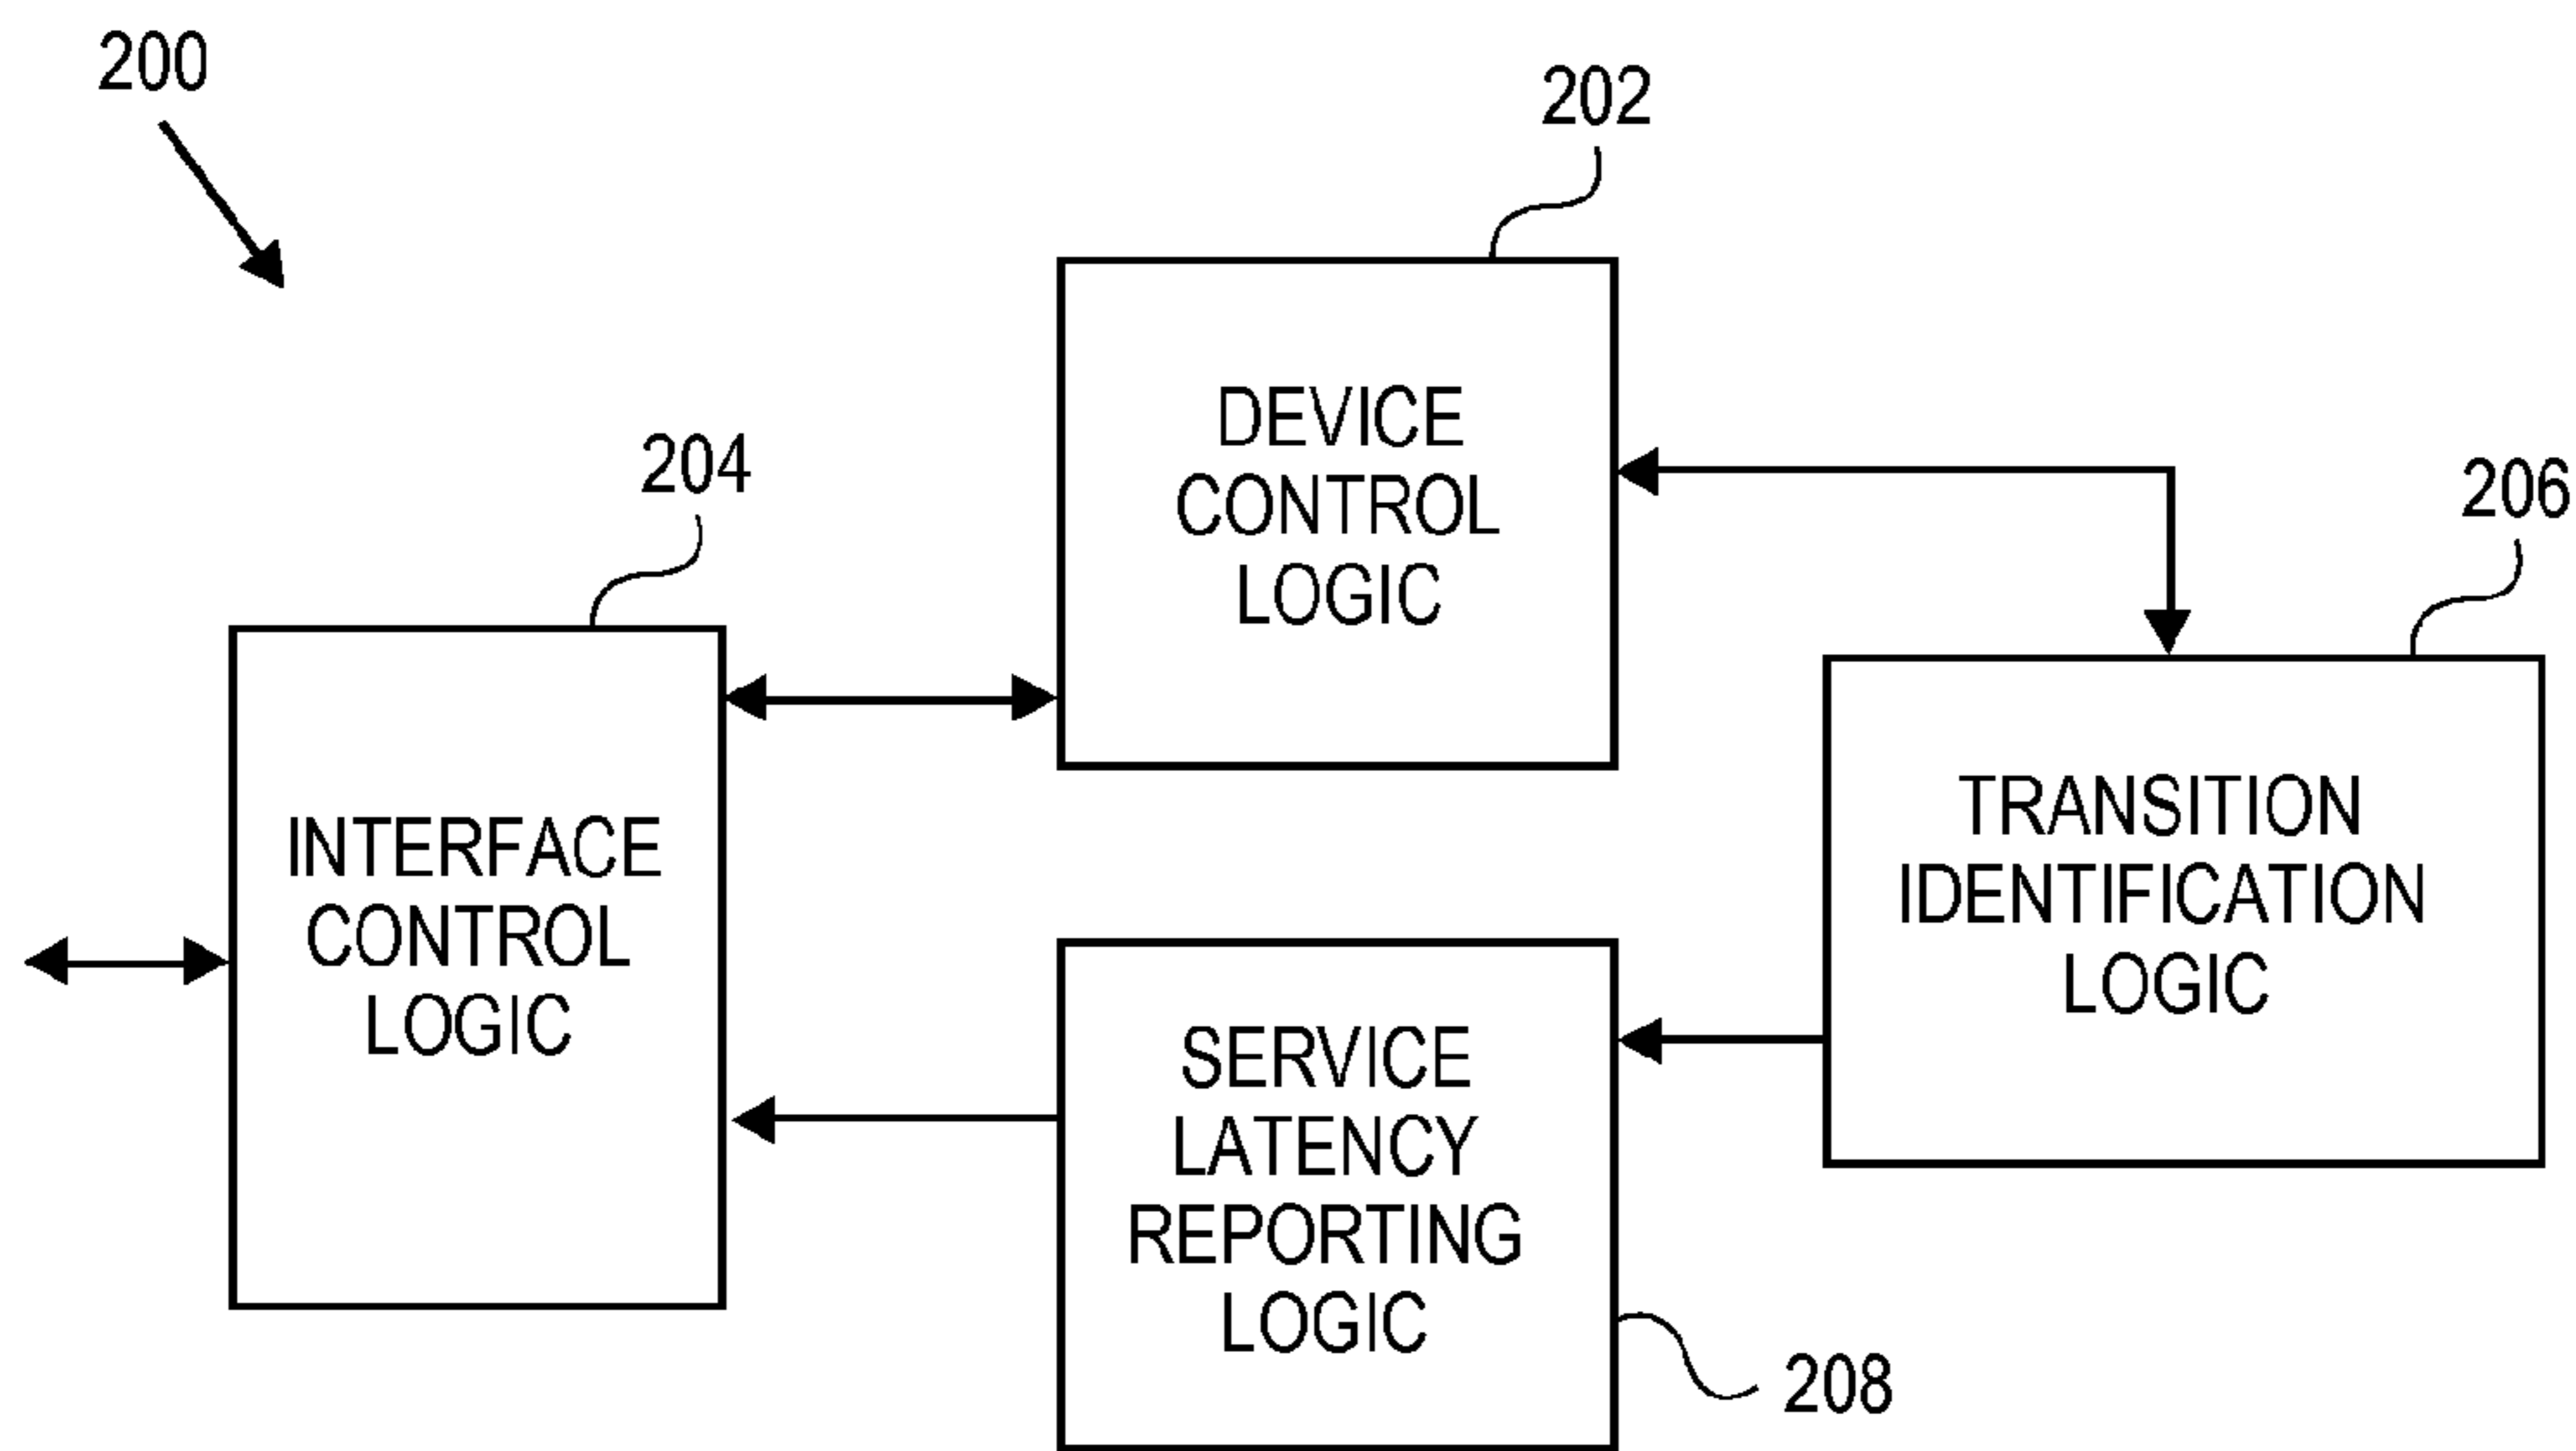 200
202
204
206
DEVICE
CONTROL
LOGIC
INTERFACE
CONTROL
LOGIC
TRANSITION
IDENTIFICATION
LOGIC
SERVICE
LATENCY
REPORTING
LOGIC
208